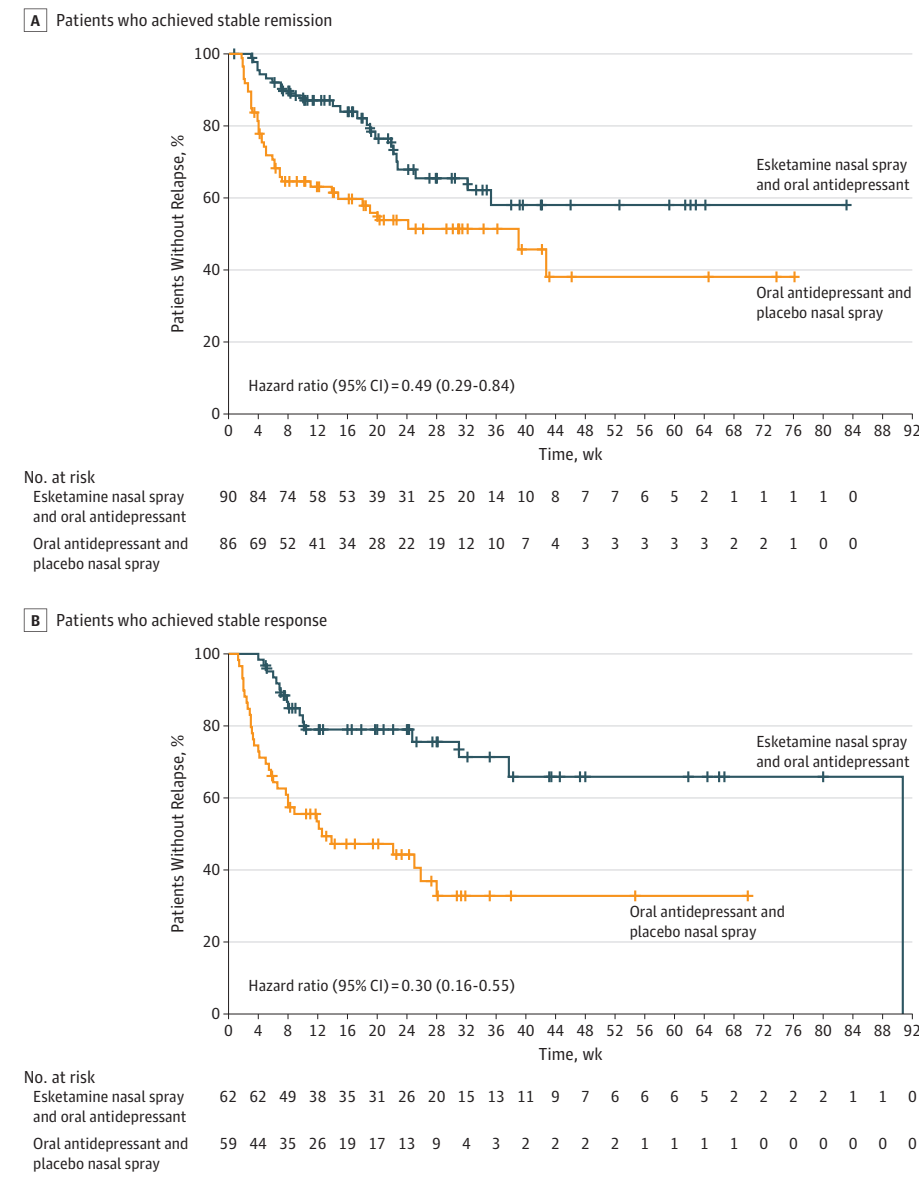 A Patients who achieved stable remission
100
80
60
40
20
0
Patients Without Relapse, %
Esketamine nasal spray
and oral antidepressant
Oral antidepressant and
placebo nasal spray
Hazard ratio (95% CI) = 0.49 (0.29-0.84)
0 4 8 12 16 20 24 28 32 36 40 44 48 52 56 60 64 68 72 76 80 84 88 92
Time, wk
No. at risk
Esketamine nasal spray
and oral antidepressant
90 84 74 58 53 39 31 25 20 14 10 8 7 7 6 5 2 1 1 1 1 0
Oral antidepressant and
placebo nasal spray
86 69 52 41 34 28 22 19 12 10 7 4 3 3 3 3 3 2 2 1 0 0
B Patients who achieved stable response
100
80
60
40
20
0
Patients Without Relapse, %
Esketamine nasal spray
and oral antidepressant
Oral antidepressant and
placebo nasal spray
Hazard ratio (95% CI) = 0.30 (0.16-0.55)
0 4 8 12 16 20 24 28 32 36 40 44 48 52 56 60 64 68 72 76 80 84 88 92
Time, wk
No. at risk
Esketamine nasal spray
and oral antidepressant
62 62 49 38 35 31 26 20 15 13 11 9 7 6 6 6 5 2 2 2 2 1 1 0
Oral antidepressant and
placebo nasal spray
59 44 35 26 19 17 13 9 4 3 2 2 2 2 1 1 1 1 0 0 0 0 0 0